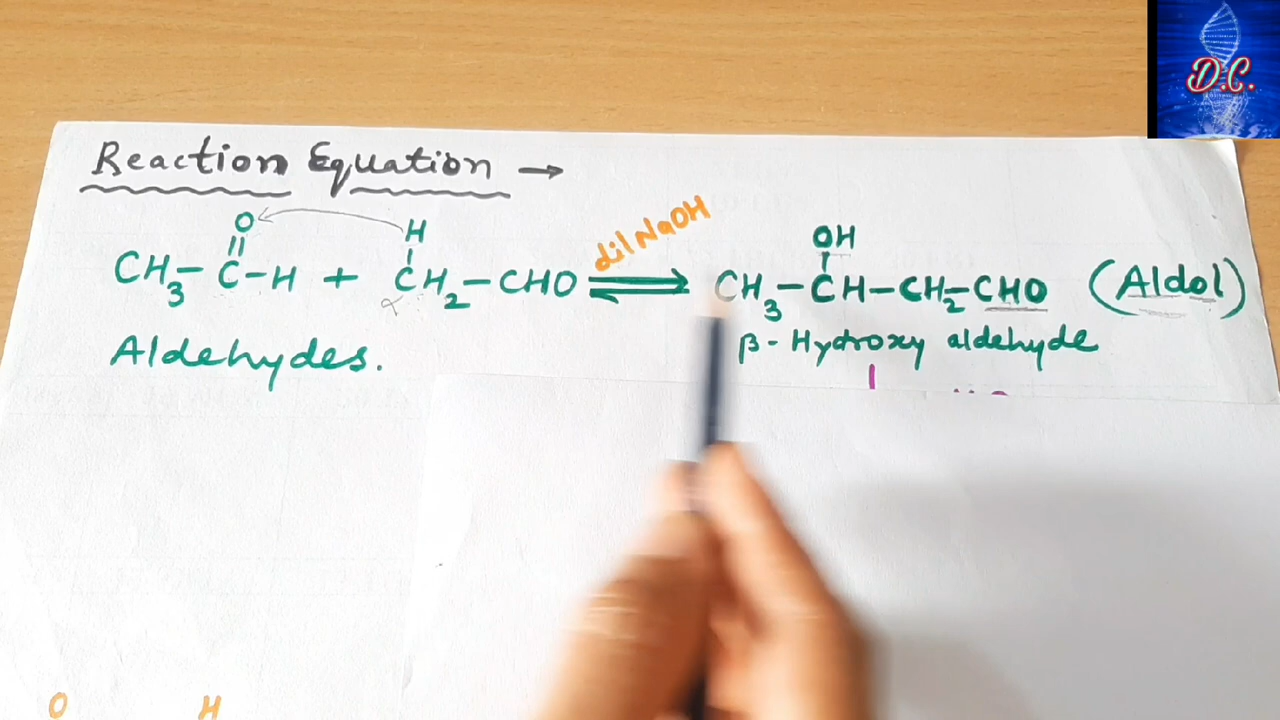 D.C.
Reaction Equation →
O H dil NaOH OH
CH3-C-H + CH2-CHO ⇌ CH3-CH-CH2-CHO (Aldol)
α
Aldehydes. β-Hydroxy aldehyde
O H